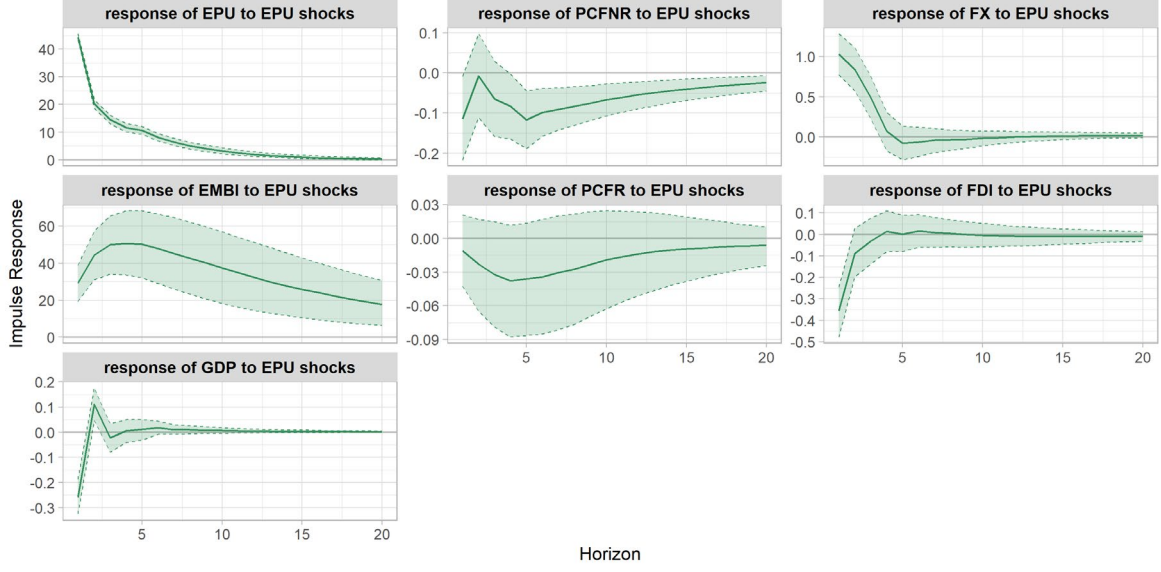 response of EPU to EPU shocks
response of PCFNR to EPU shocks
response of FX to EPU shocks
40
30
20
10
0
0.1
0.0
-0.1
-0.2
1.0
0.5
0.0
response of EMBI to EPU shocks
response of PCFR to EPU shocks
response of FDI to EPU shocks
60
40
20
0
0.03
0.00
-0.03
-0.06
-0.09
5 10 15 20
0.1
0.0
-0.1
-0.2
-0.3
-0.4
-0.5
5 10 15 20
response of GDP to EPU shocks
0.2
0.1
0.0
-0.1
-0.2
-0.3
5 10 15 20
Impulse Response
Horizon